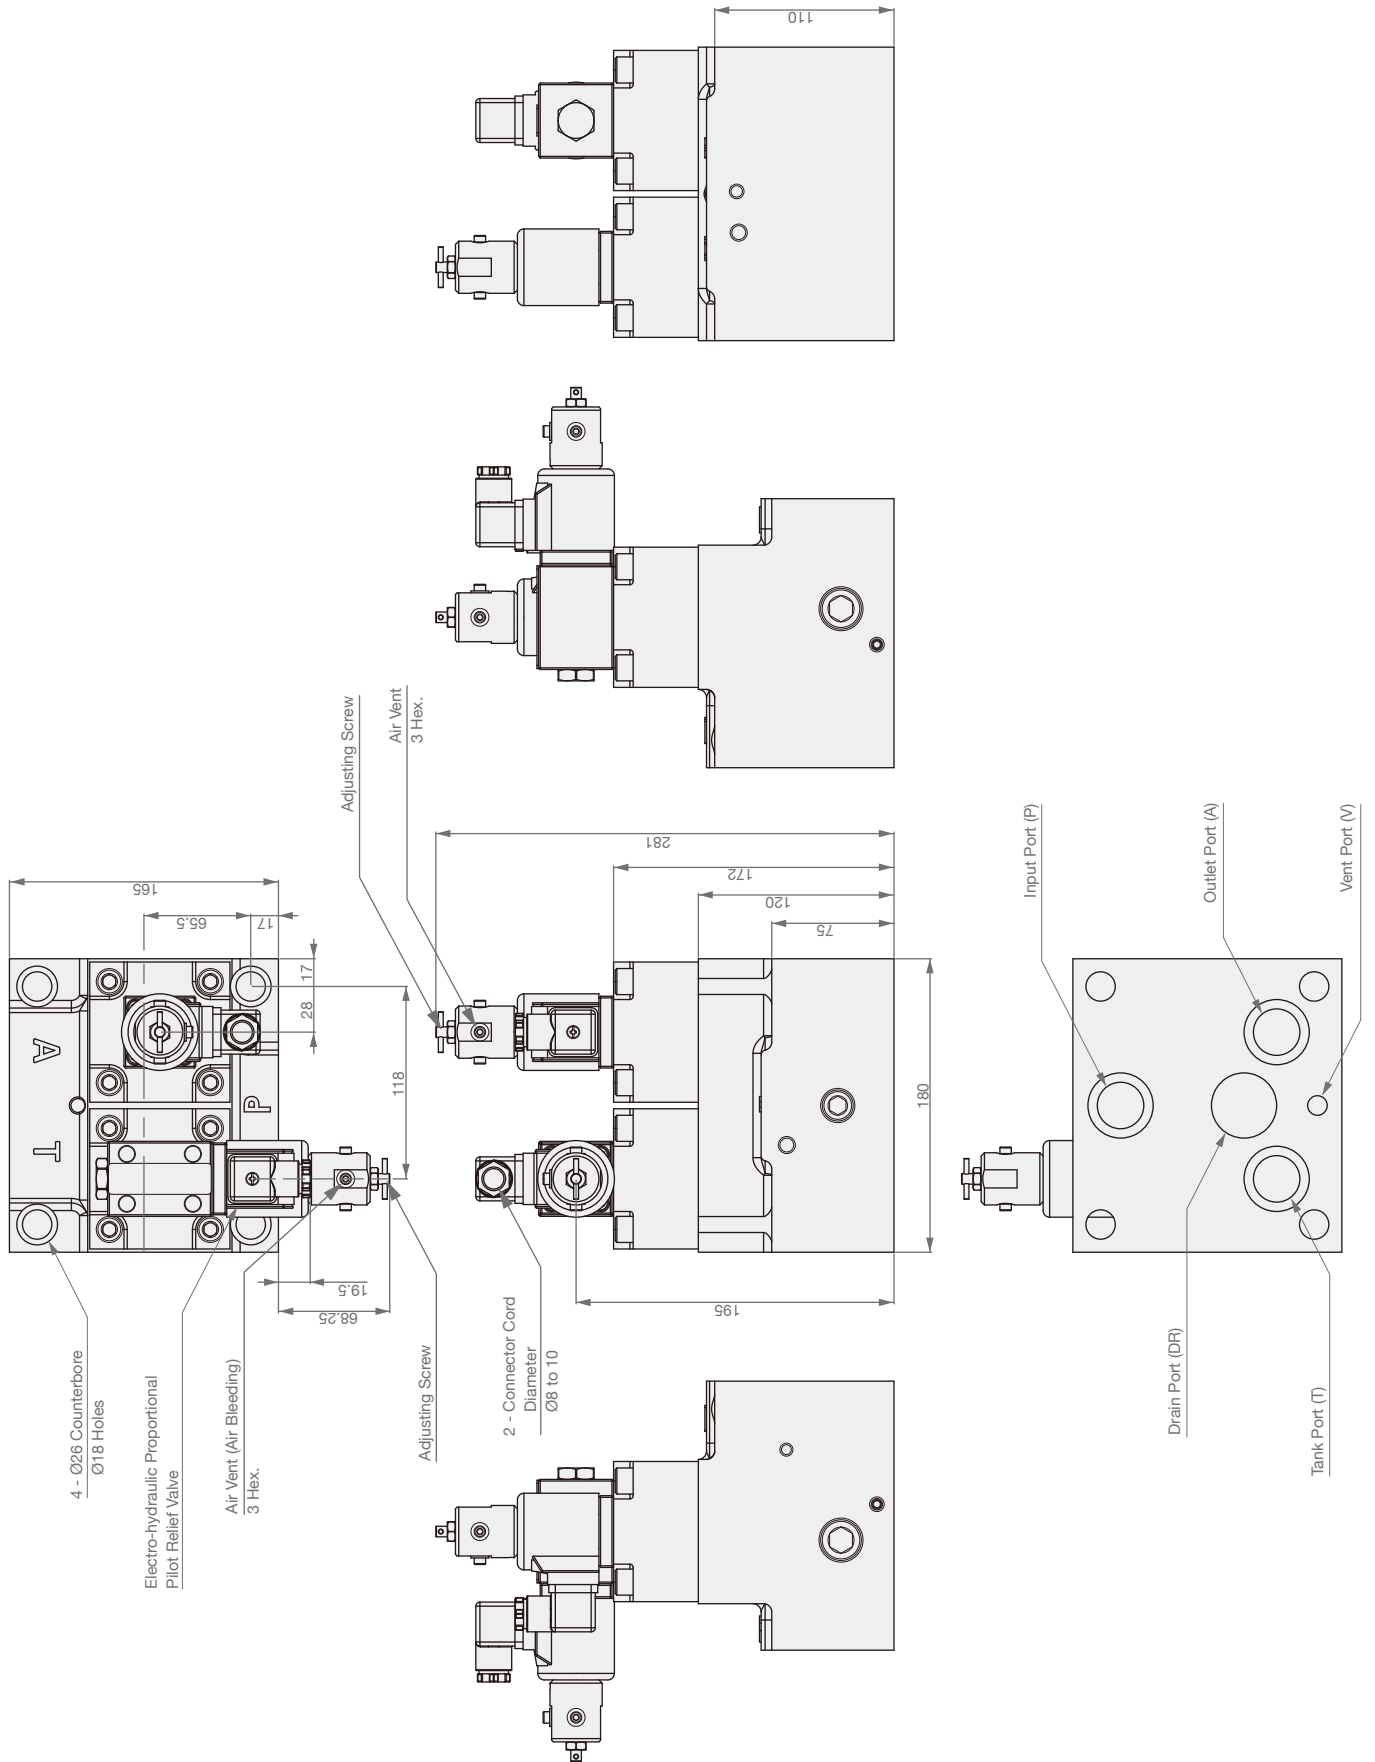 110
165
65.5
17
17
28
118
A
T
P
19.5
68.25
4 - Ø26 Counterbore
Ø18 Holes
Electro-hydraulic Proportional
Pilot Relief Valve
Air Vent (Air Bleeding)
3 Hex.
Adjusting Screw
Adjusting Screw
Air Vent
3 Hex.
281
172
120
75
180
195
2 - Connector Cord
Diameter
Ø8 to 10
Input Port (P)
Outlet Port (A)
Vent Port (V)
Drain Port (DR)
Tank Port (T)